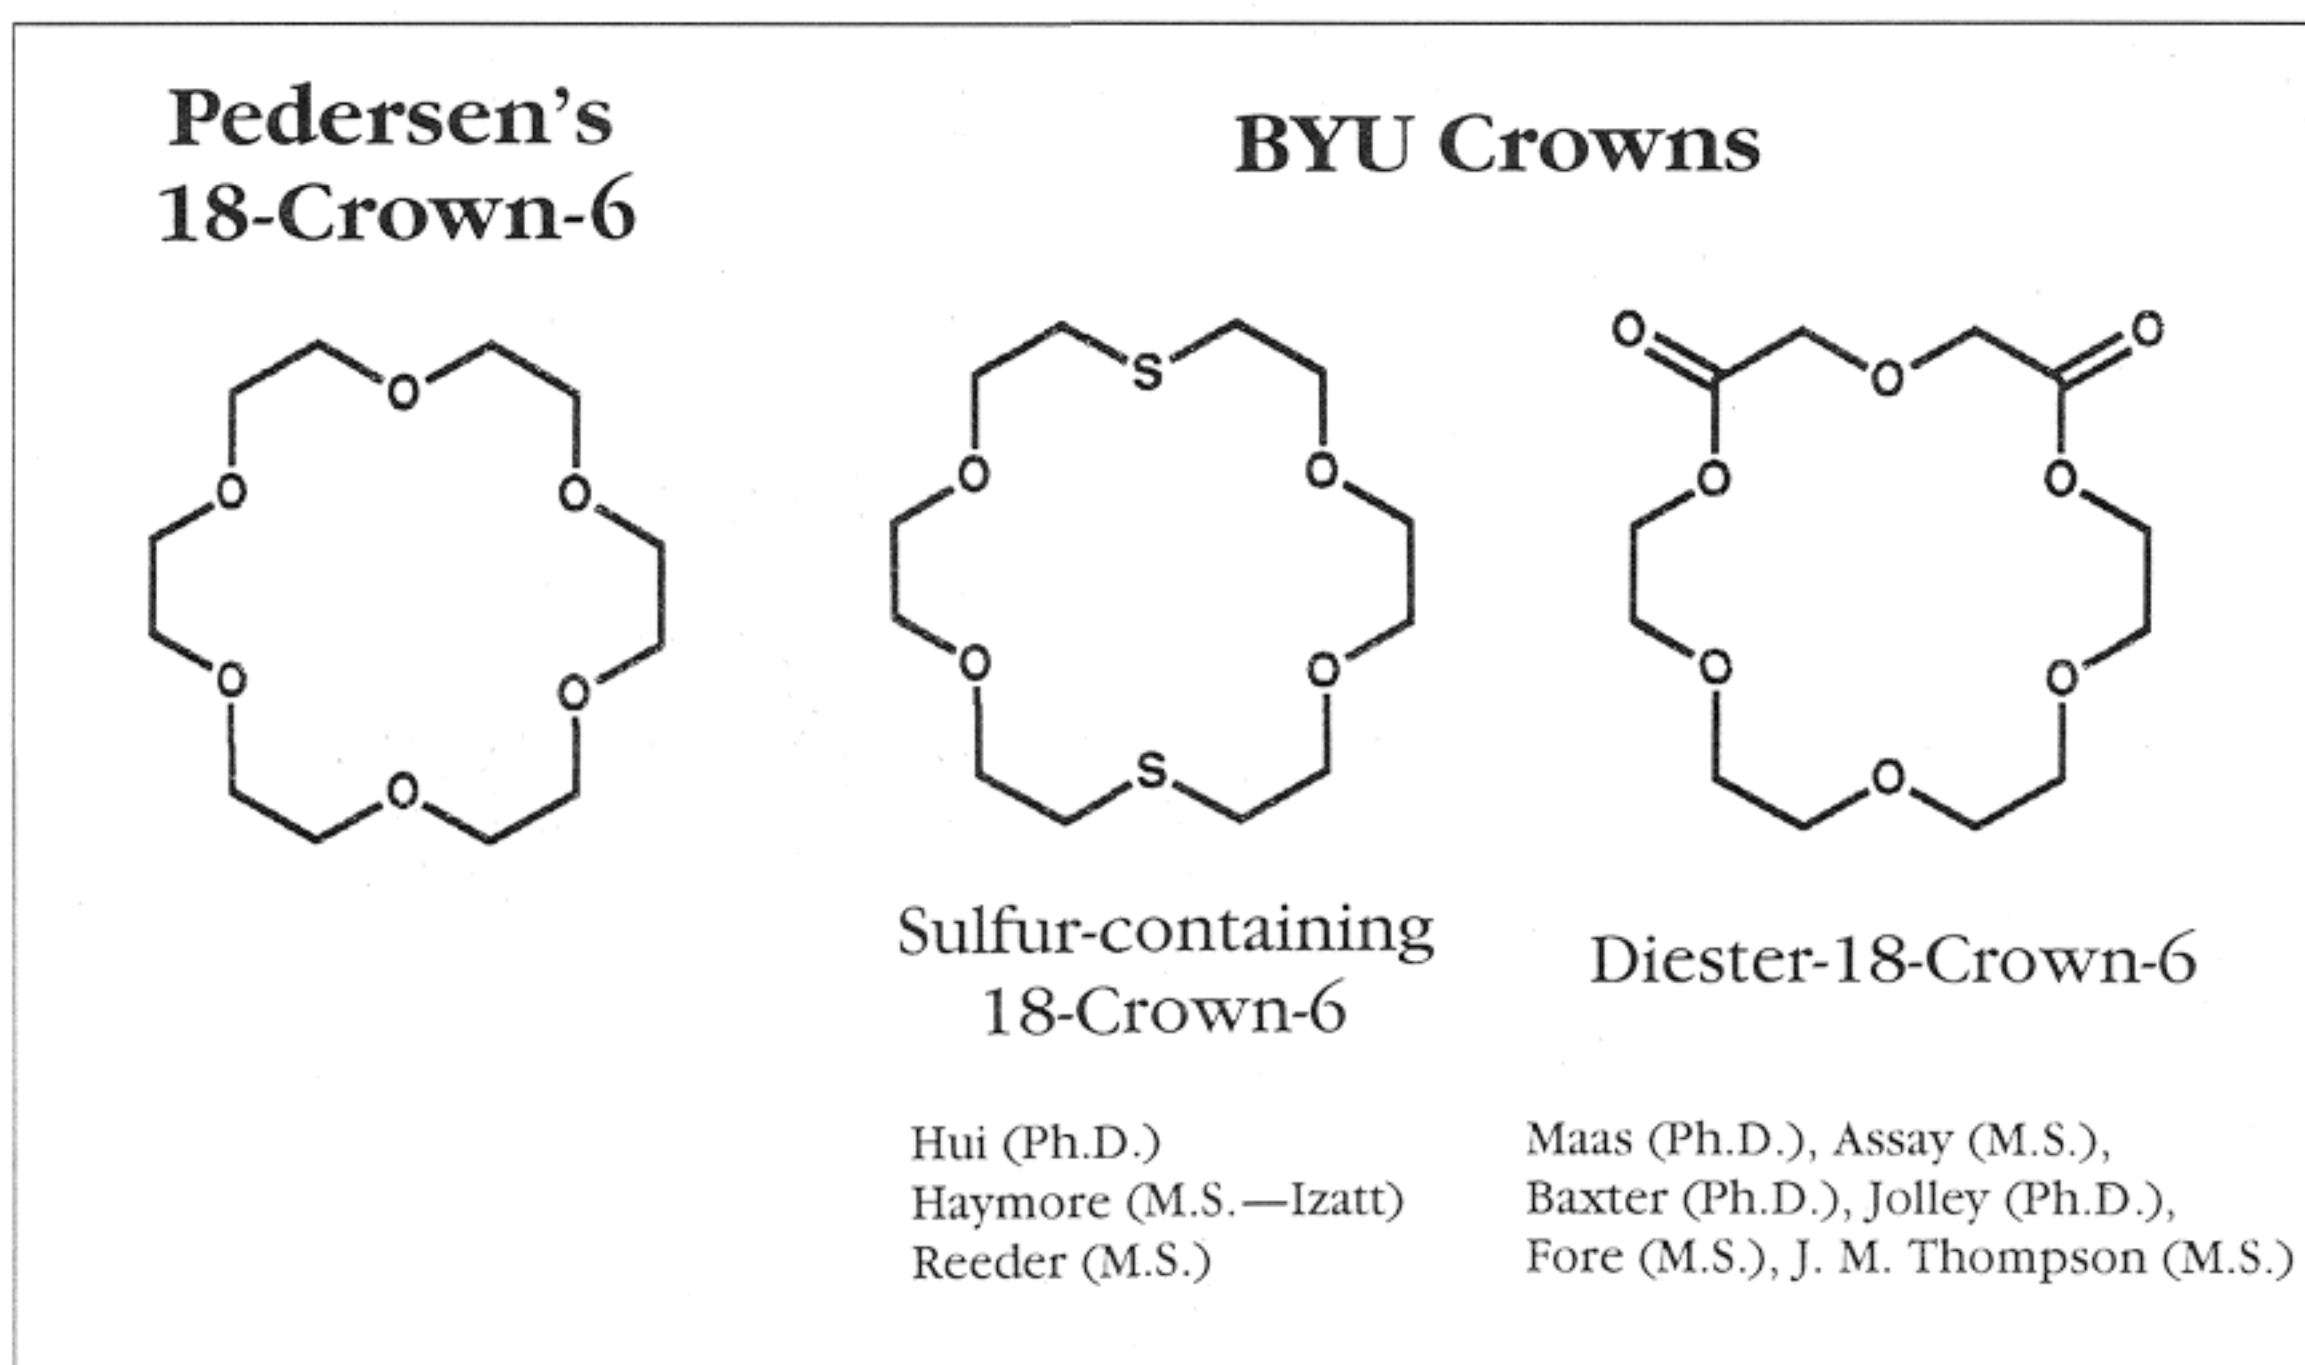 Pedersen's
18-Crown-6
BYU Crowns
O
O
O
O
O
O
S
O
O
O
O
S
O
O
O
O
O
O
O
O
Sulfur-containing
18-Crown-6
Diester-18-Crown-6
Hui (Ph.D.)
Haymore (M.S.—Izatt)
Reeder (M.S.)
Maas (Ph.D.), Assay (M.S.),
Baxter (Ph.D.), Jolley (Ph.D.),
Fore (M.S.), J. M. Thompson (M.S.)